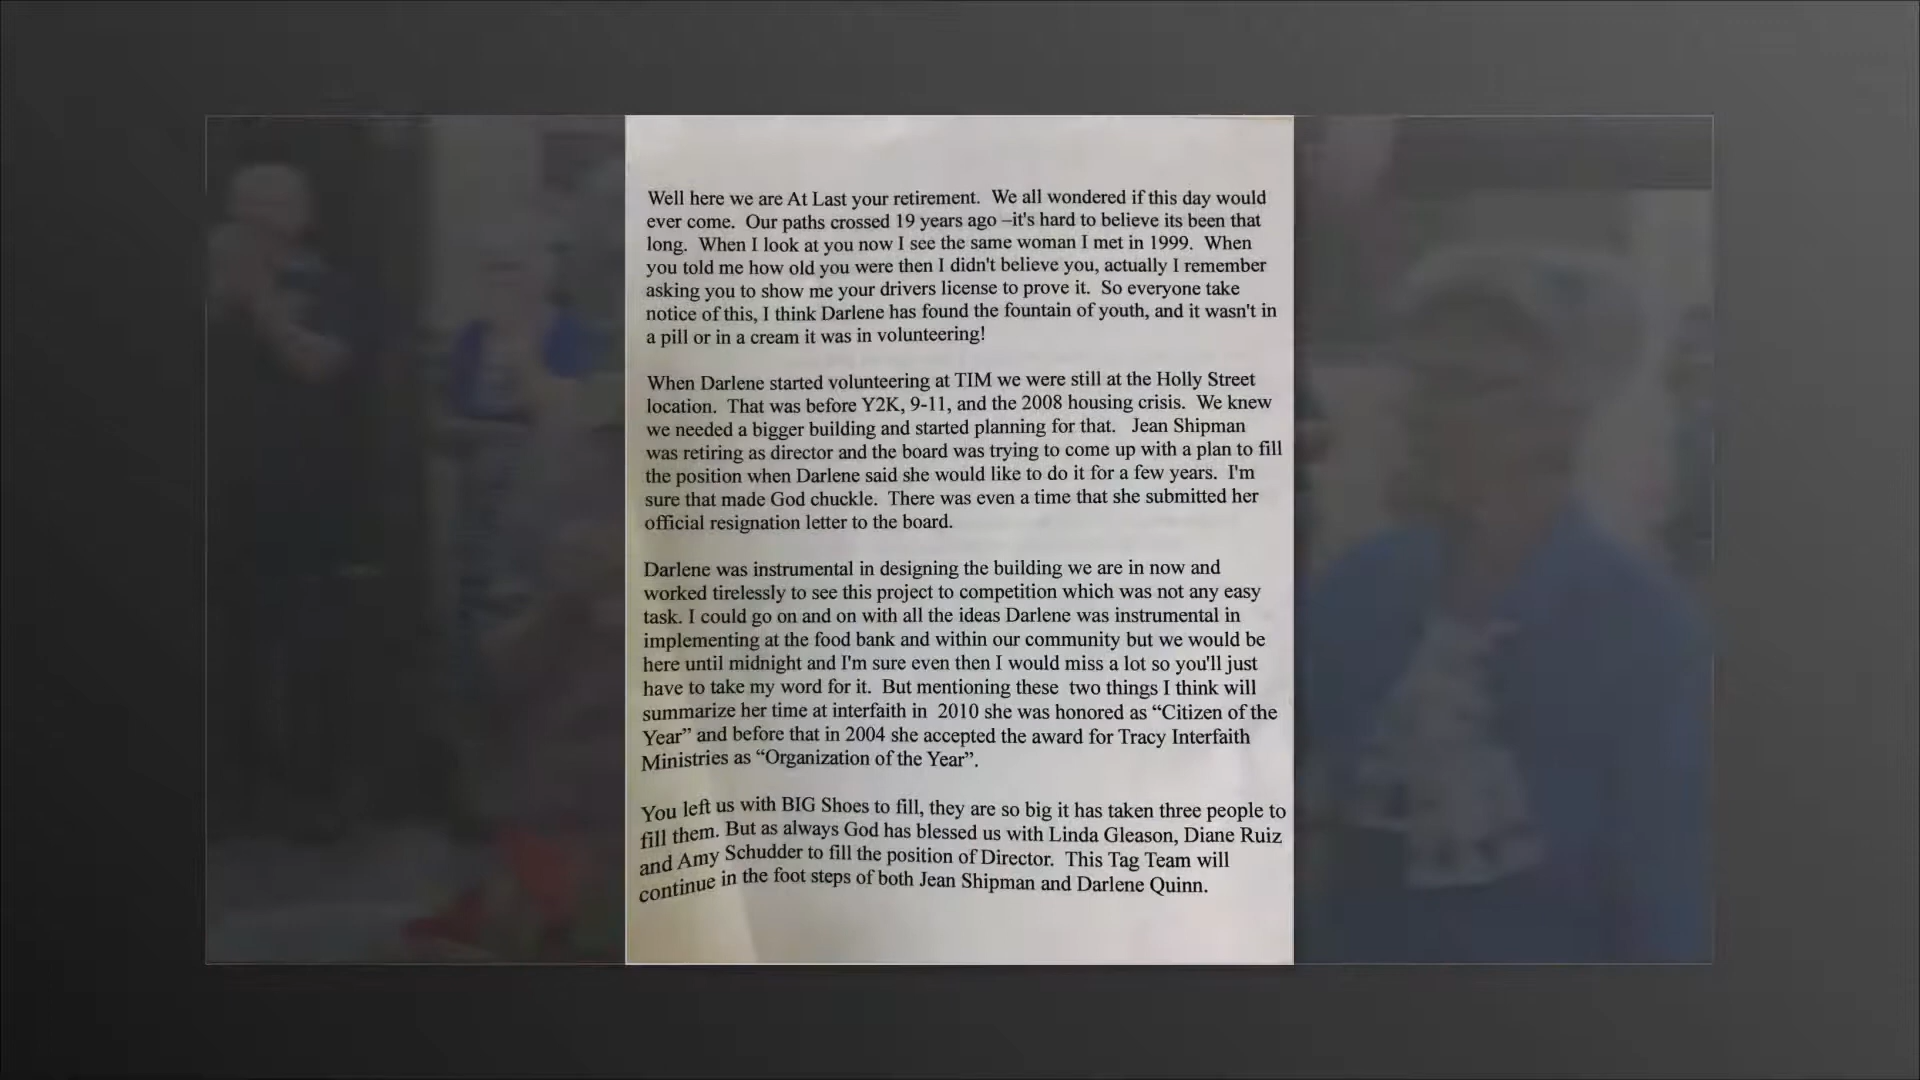 Well here we are At Last your retirement.  We all wondered if this day would
ever come.  Our paths crossed 19 years ago –it's hard to believe its been that
long.  When I look at you now I see the same woman I met in 1999.  When
you told me how old you were then I didn't believe you, actually I remember
asking you to show me your drivers license to prove it.  So everyone take
notice of this, I think Darlene has found the fountain of youth, and it wasn't in
a pill or in a cream it was in volunteering!
When Darlene started volunteering at TIM we were still at the Holly Street
location.  That was before Y2K, 9-11, and the 2008 housing crisis.  We knew
we needed a bigger building and started planning for that.   Jean Shipman
was retiring as director and the board was trying to come up with a plan to fill
the position when Darlene said she would like to do it for a few years.  I'm
sure that made God chuckle.  There was even a time that she submitted her
official resignation letter to the board.
Darlene was instrumental in designing the building we are in now and
worked tirelessly to see this project to competition which was not any easy
task. I could go on and on with all the ideas Darlene was instrumental in
implementing at the food bank and within our community but we would be
here until midnight and I'm sure even then I would miss a lot so you'll just
have to take my word for it.  But mentioning these  two things I think will
summarize her time at interfaith in  2010 she was honored as “Citizen of the
Year” and before that in 2004 she accepted the award for Tracy Interfaith
Ministries as “Organization of the Year”.
You left us with BIG Shoes to fill, they are so big it has taken three people to
fill them. But as always God has blessed us with Linda Gleason, Diane Ruiz
and Amy Schudder to fill the position of Director.  This Tag Team will
continue in the foot steps of both Jean Shipman and Darlene Quinn.